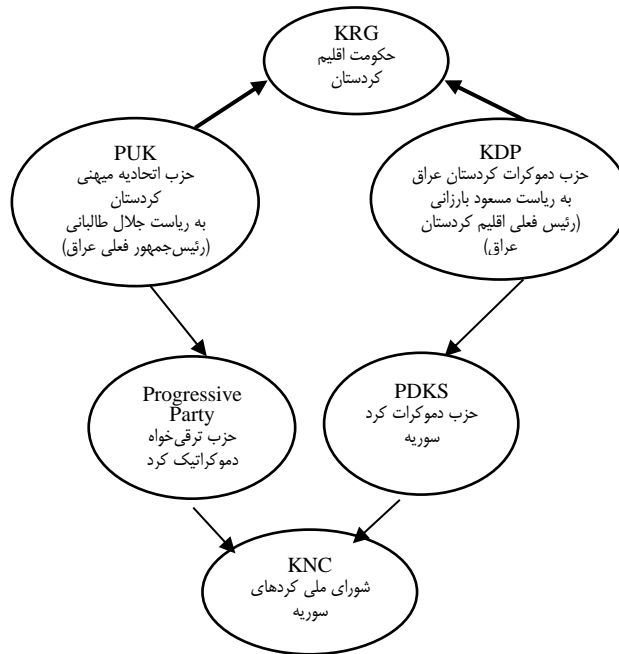 KRG
حکومت اقلیم
کردستان
PUK
حزب اتحادیه میهنی
کردستان
به ریاست جلال طالبانی
(رئیس‌جمهور فعلی عراق)
KDP
حزب دموکرات کردستان عراق
به ریاست مسعود بارزانی
(رئیس فعلی اقلیم کردستان
عراق)
Progressive
Party
حزب ترقی‌خواه
دموکراتیک کرد
PDKS
حزب دموکرات کرد
سوریه
KNC
شورای ملی کردهای
سوریه